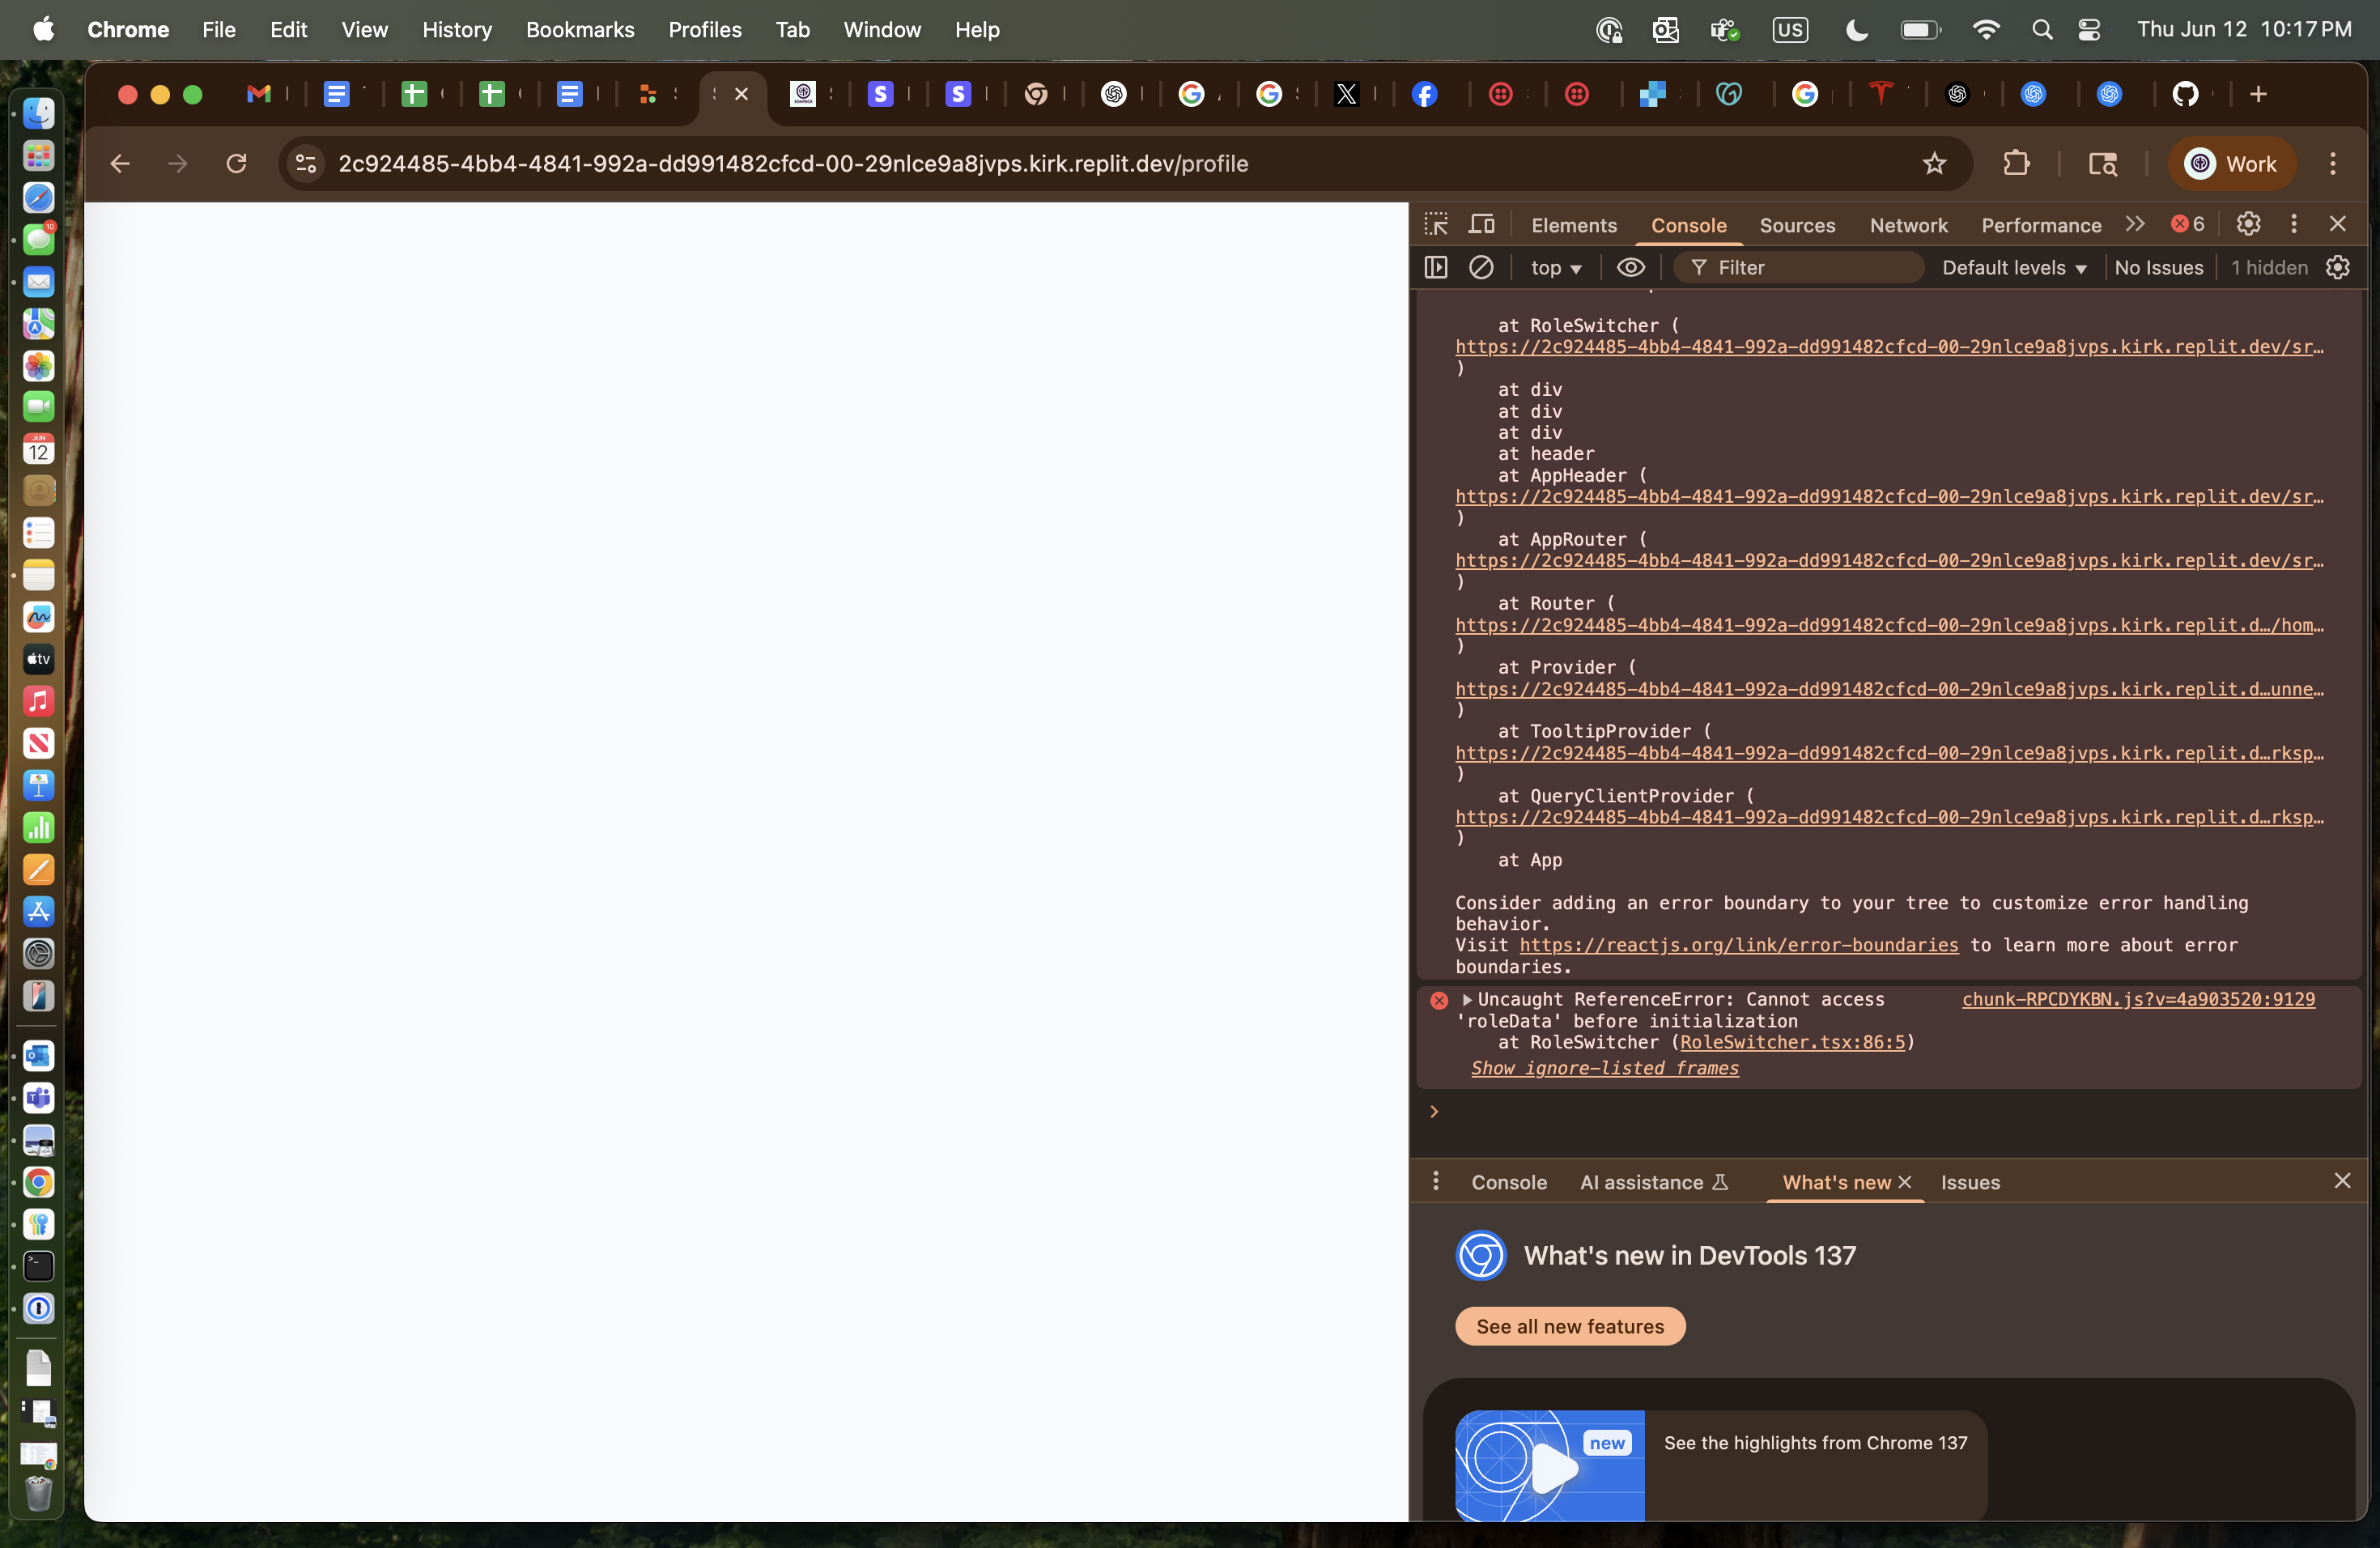 Chrome File Edit View History Bookmarks Profiles Tab Window Help US Thu Jun 12 10:17 PM
2c924485-4bb4-4841-992a-dd991482cfcd-00-29nlce9a8jvps.kirk.replit.dev/profile Work
Elements Console Sources Network Performance 6
top Filter Default levels No Issues 1 hidden
at RoleSwitcher (
https://2c924485-4bb4-4841-992a-dd991482cfcd-00-29nlce9a8jvps.kirk.replit.dev/sr…
)
at div
at div
at div
at header
at AppHeader (
https://2c924485-4bb4-4841-992a-dd991482cfcd-00-29nlce9a8jvps.kirk.replit.dev/sr…
)
at AppRouter (
https://2c924485-4bb4-4841-992a-dd991482cfcd-00-29nlce9a8jvps.kirk.replit.dev/sr…
)
at Router (
https://2c924485-4bb4-4841-992a-dd991482cfcd-00-29nlce9a8jvps.kirk.replit.d…/hom…
)
at Provider (
https://2c924485-4bb4-4841-992a-dd991482cfcd-00-29nlce9a8jvps.kirk.replit.d…unne…
)
at TooltipProvider (
https://2c924485-4bb4-4841-992a-dd991482cfcd-00-29nlce9a8jvps.kirk.replit.d…rksp…
)
at QueryClientProvider (
https://2c924485-4bb4-4841-992a-dd991482cfcd-00-29nlce9a8jvps.kirk.replit.d…rksp…
)
at App
Consider adding an error boundary to your tree to customize error handling
behavior.
Visit https://reactjs.org/link/error-boundaries to learn more about error
boundaries.
Uncaught ReferenceError: Cannot access chunk-RPCDYKBN.js?v=4a903520:9129
'roleData' before initialization
at RoleSwitcher (RoleSwitcher.tsx:86:5)
Show ignore-listed frames
Console AI assistance What's new Issues
What's new in DevTools 137
See all new features
new
See the highlights from Chrome 137
10
JUN
12
tv